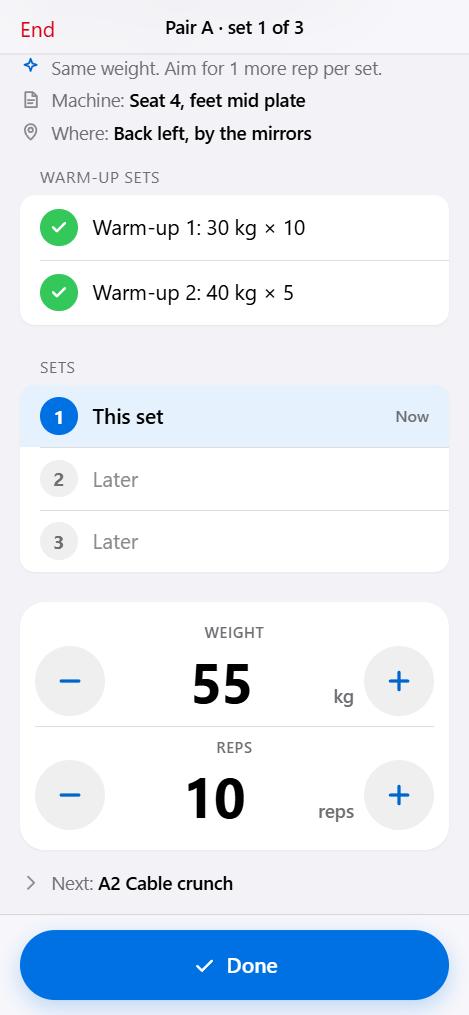 End
Pair A · set 1 of 3
Same weight. Aim for 1 more rep per set.
Machine: Seat 4, feet mid plate
Where: Back left, by the mirrors
WARM-UP SETS
Warm-up 1: 30 kg × 10
Warm-up 2: 40 kg × 5
SETS
1 This set Now
2 Later
3 Later
WEIGHT
− 55 kg +
REPS
− 10 reps +
Next: A2 Cable crunch
Done